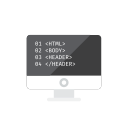 01 <HTML>
02 <BODY>
03 <HEADER>
04 </HEADER>